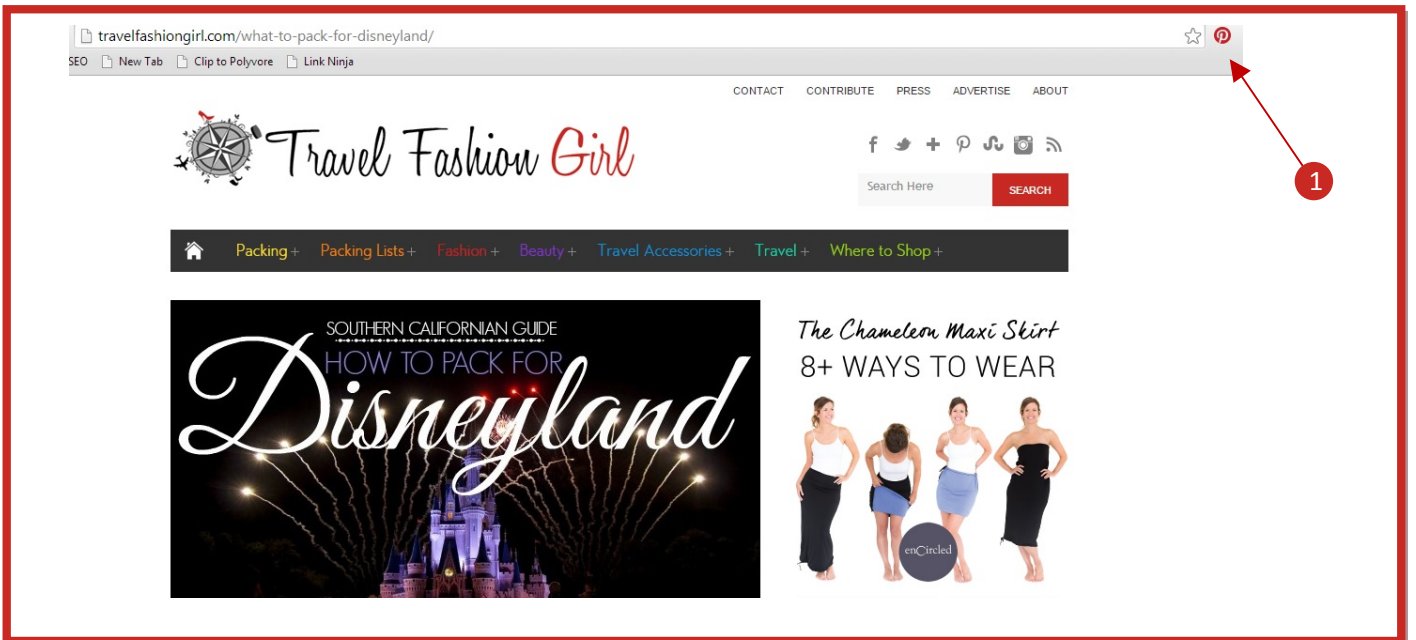 travelfashiongirl.com/what-to-pack-for-disneyland/
SEO New Tab Clip to Polyvore Link Ninja
CONTACT CONTRIBUTE PRESS ADVERTISE ABOUT
Travel Fashion Girl
Search Here SEARCH
1
Packing + Packing Lists + Fashion + Beauty + Travel Accessories + Travel + Where to Shop +
SOUTHERN CALIFORNIAN GUIDE
HOW TO PACK FOR
Disneyland
The Chameleon Maxi Skirt
8+ WAYS TO WEAR
enCircled